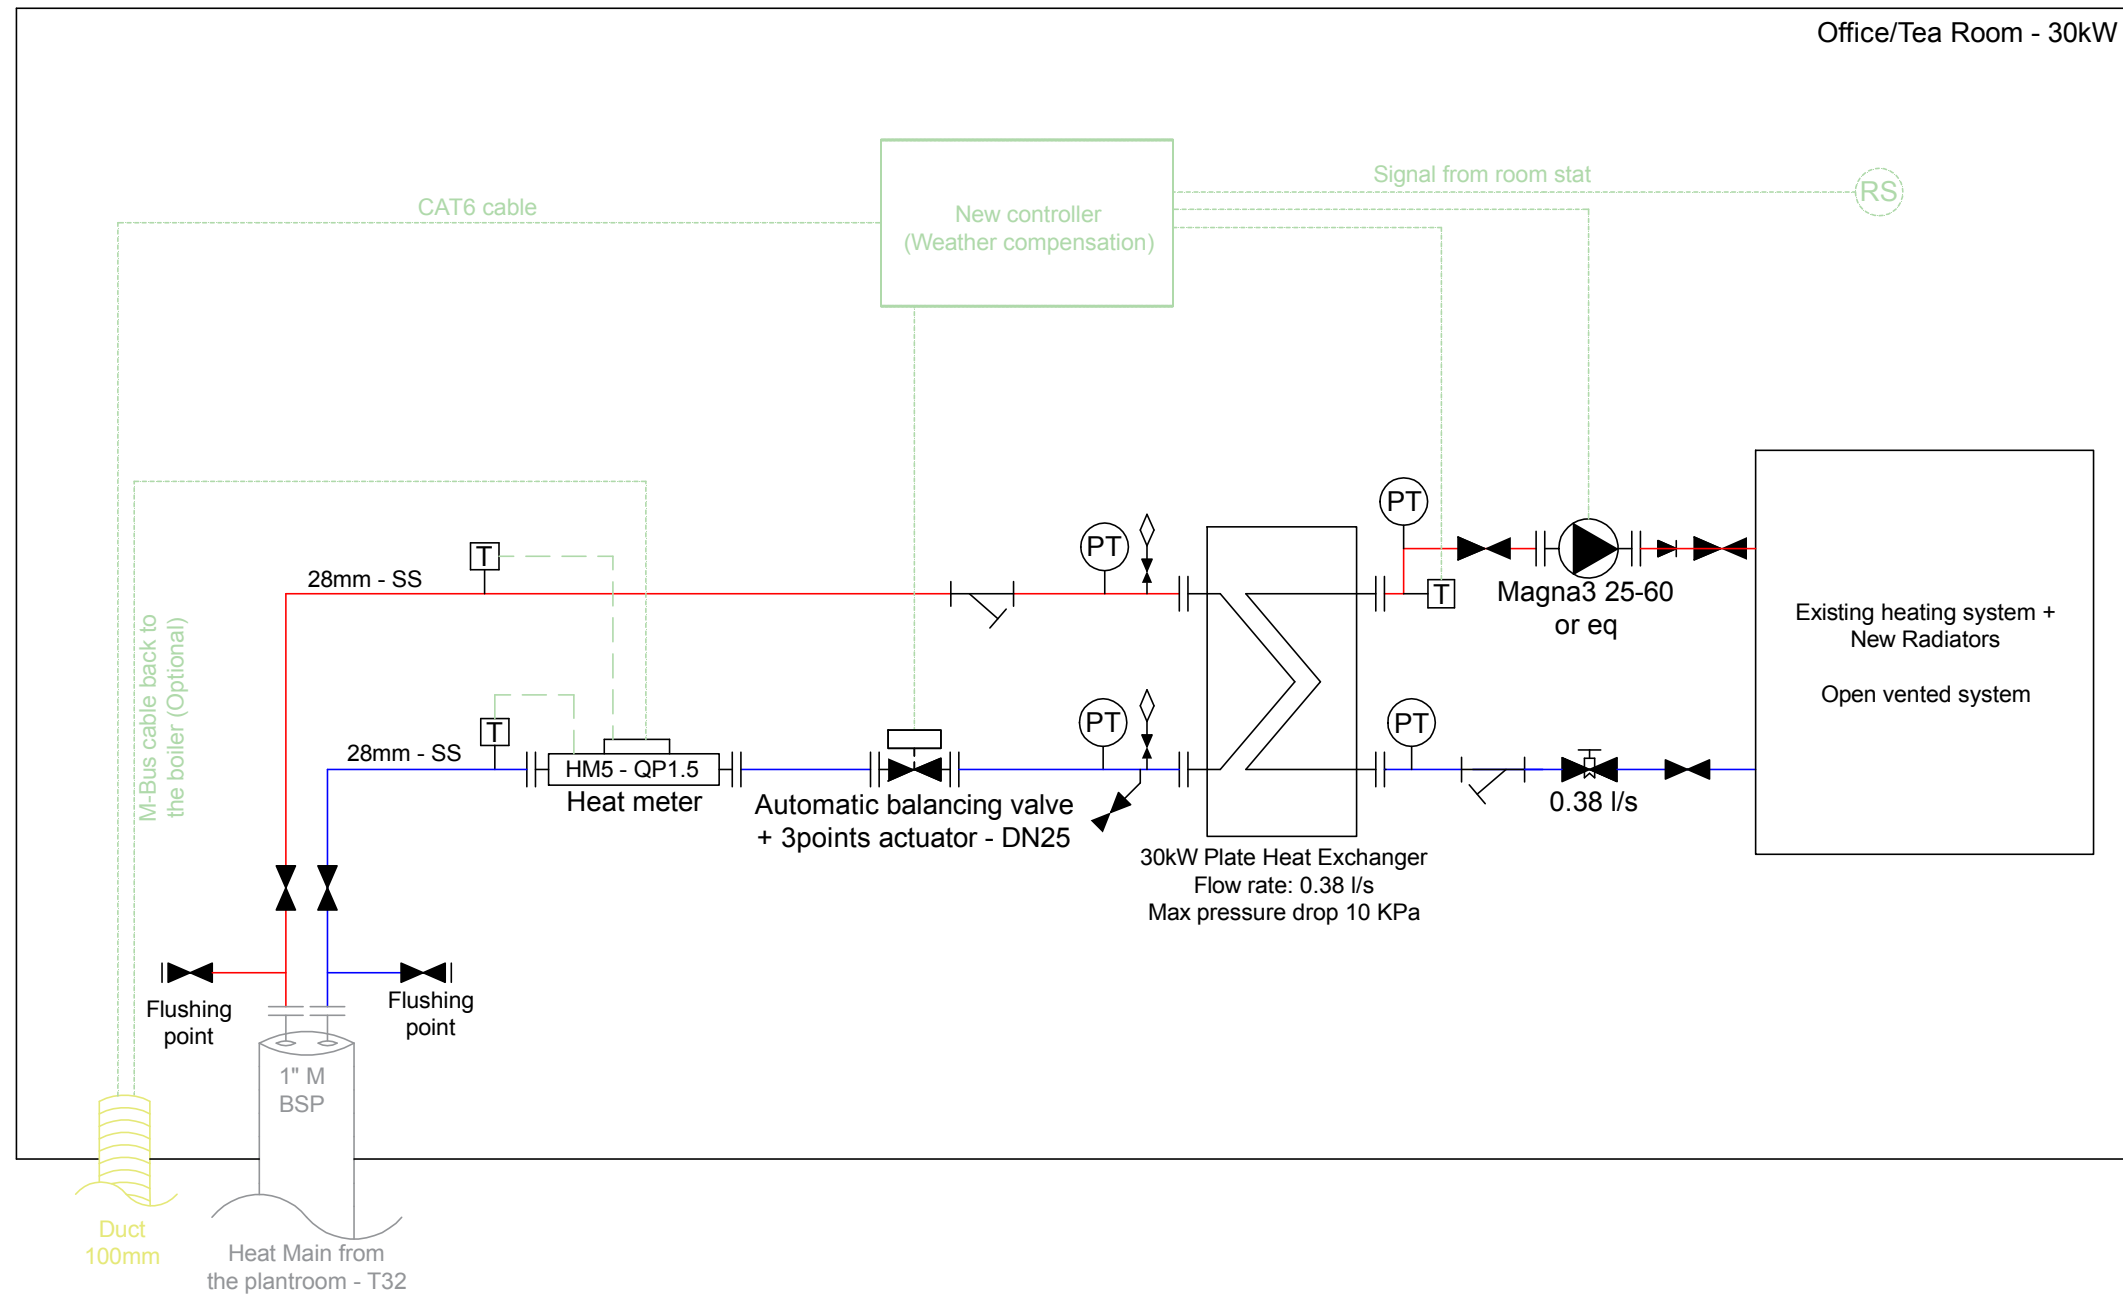 Office/Tea Room - 30kW
Signal from room stat
RS
CAT6 cable
New controller
(Weather compensation)
M-Bus cable back to
the boiler (Optional)
T
28mm - SS
PT
PT
T
Magna3 25-60
or eq
Existing heating system +
New Radiators
Open vented system
T
28mm - SS
HM5 - QP1.5
Heat meter
Automatic balancing valve
+ 3points actuator - DN25
PT
PT
0.38 l/s
30kW Plate Heat Exchanger
Flow rate: 0.38 l/s
Max pressure drop 10 KPa
Flushing
point
Flushing
point
1" M
BSP
Duct
100mm
Heat Main from
the plantroom - T32